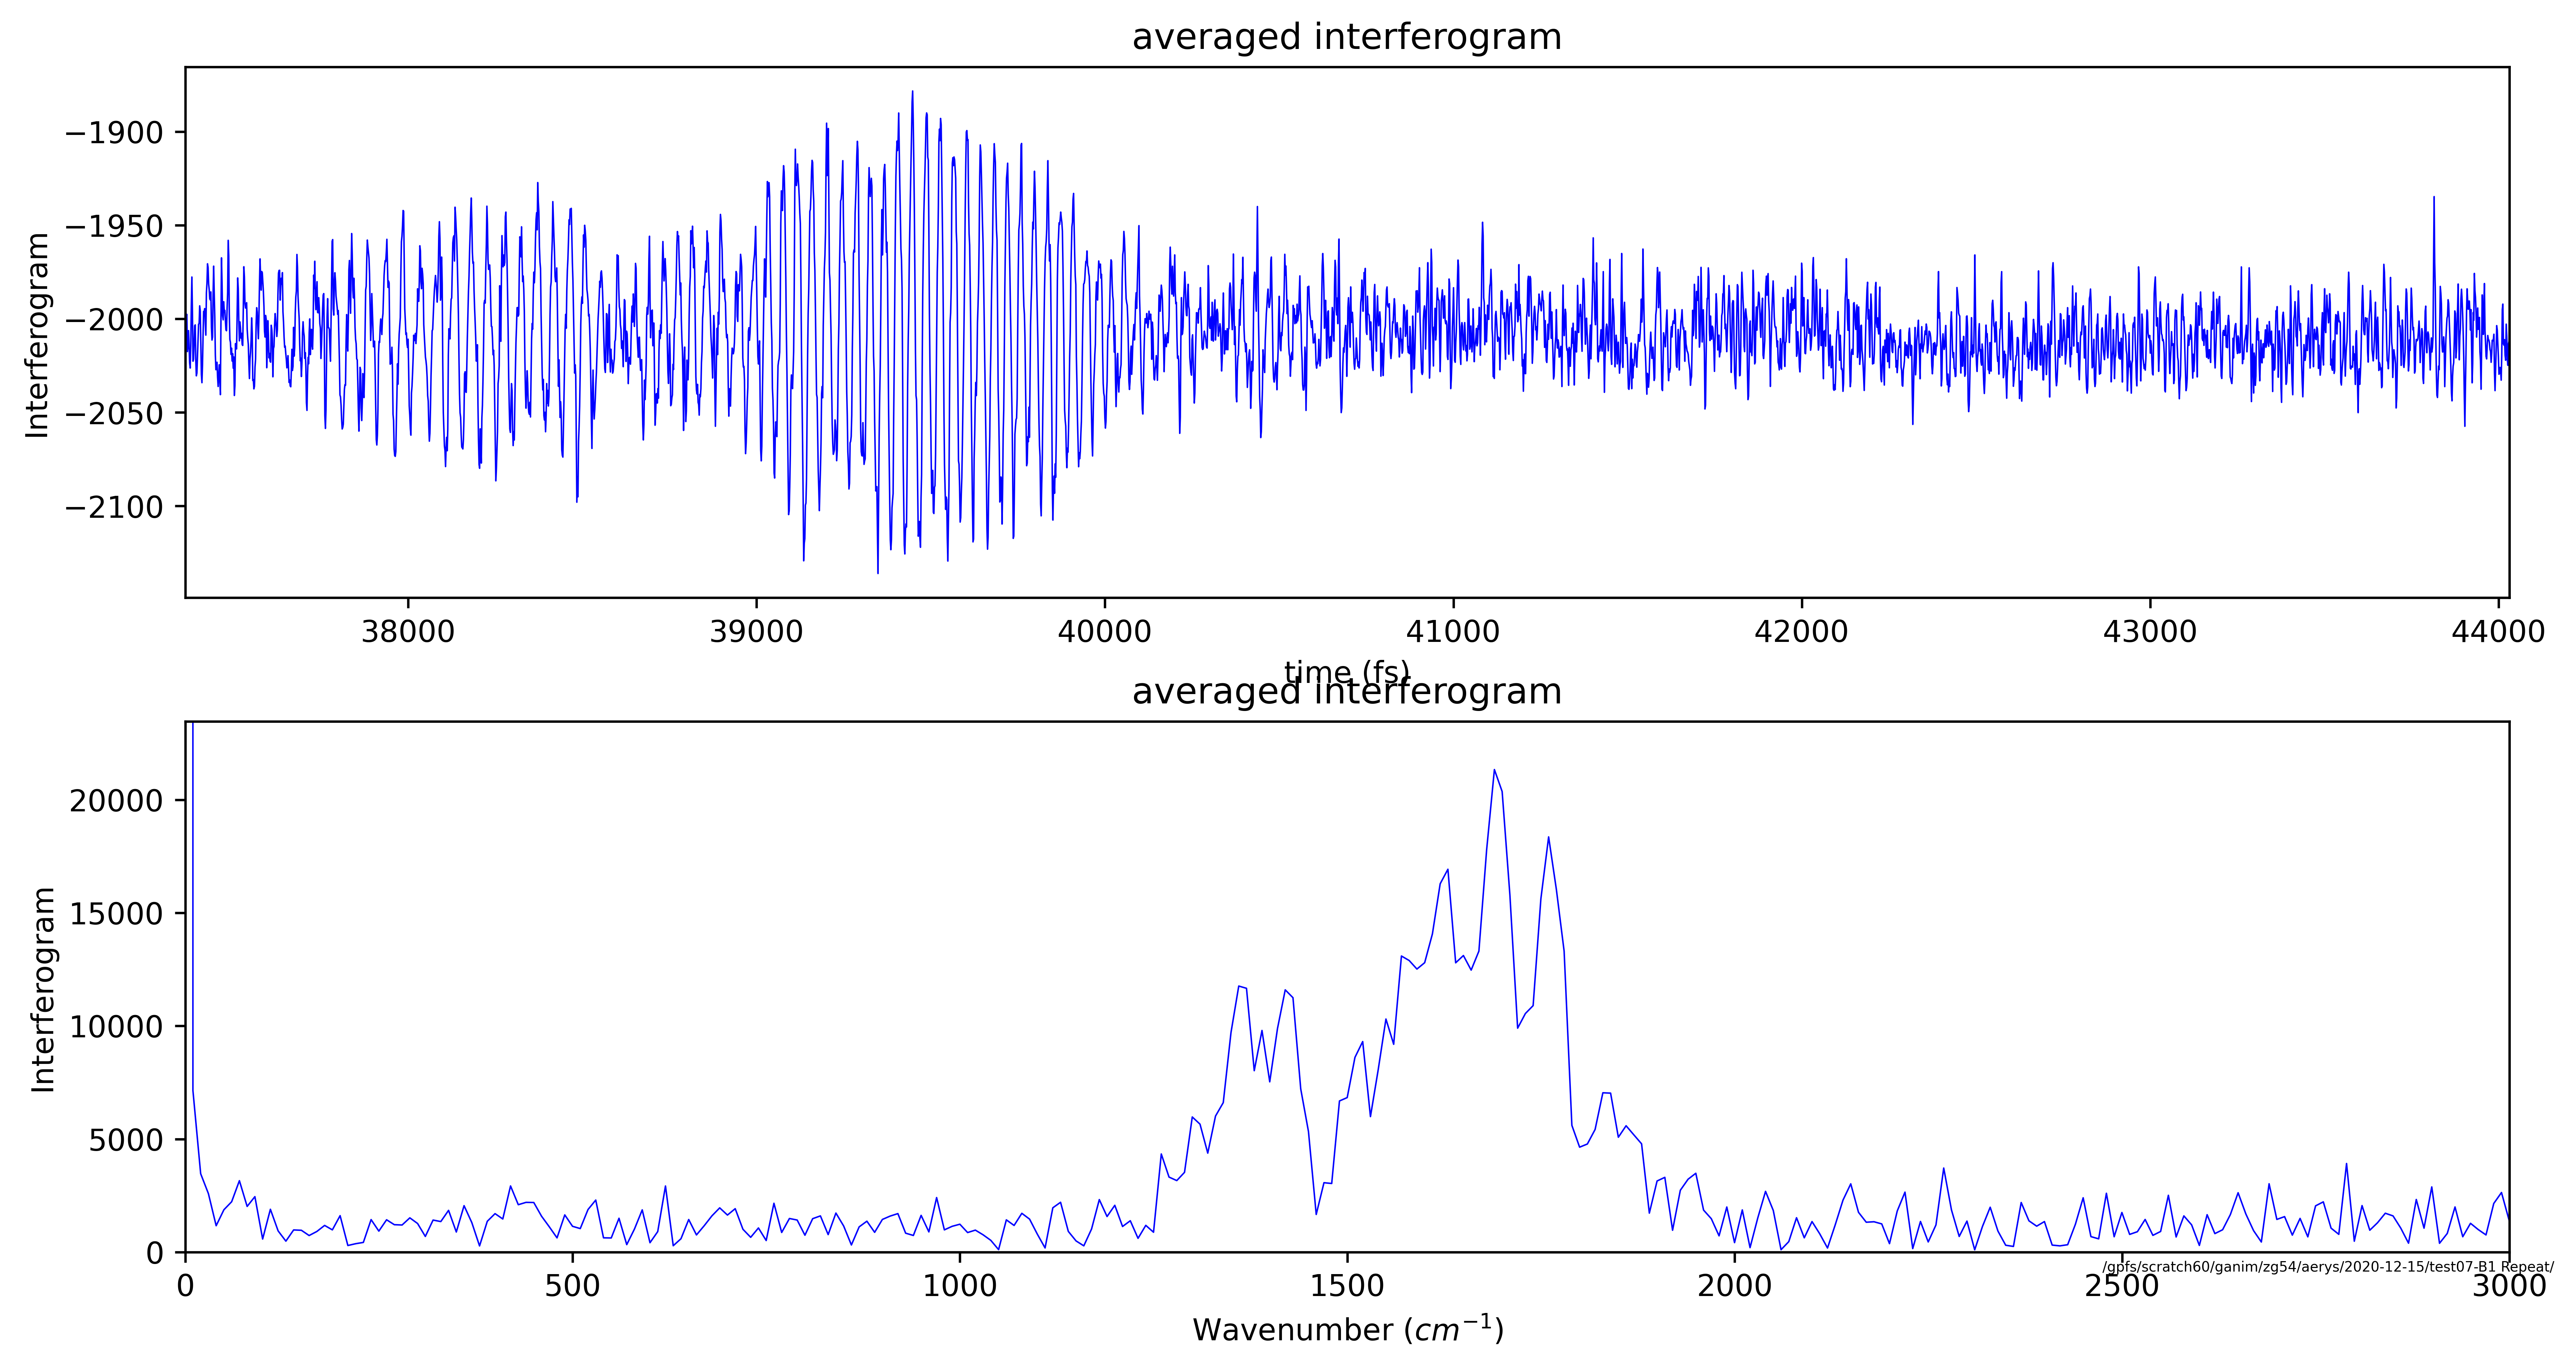 averaged interferogram
Interferogram
−1900
−1950
−2000
−2050
−2100
38000 39000 40000 41000 42000 43000 44000
time (fs)
averaged interferogram
Interferogram
20000
15000
10000
5000
0
0 500 1000 1500 2000 2500 3000
/gpfs/scratch60/ganim/zg54/aerys/2020-12-15/test07-B1 Repeat/
Wavenumber (cm⁻¹)